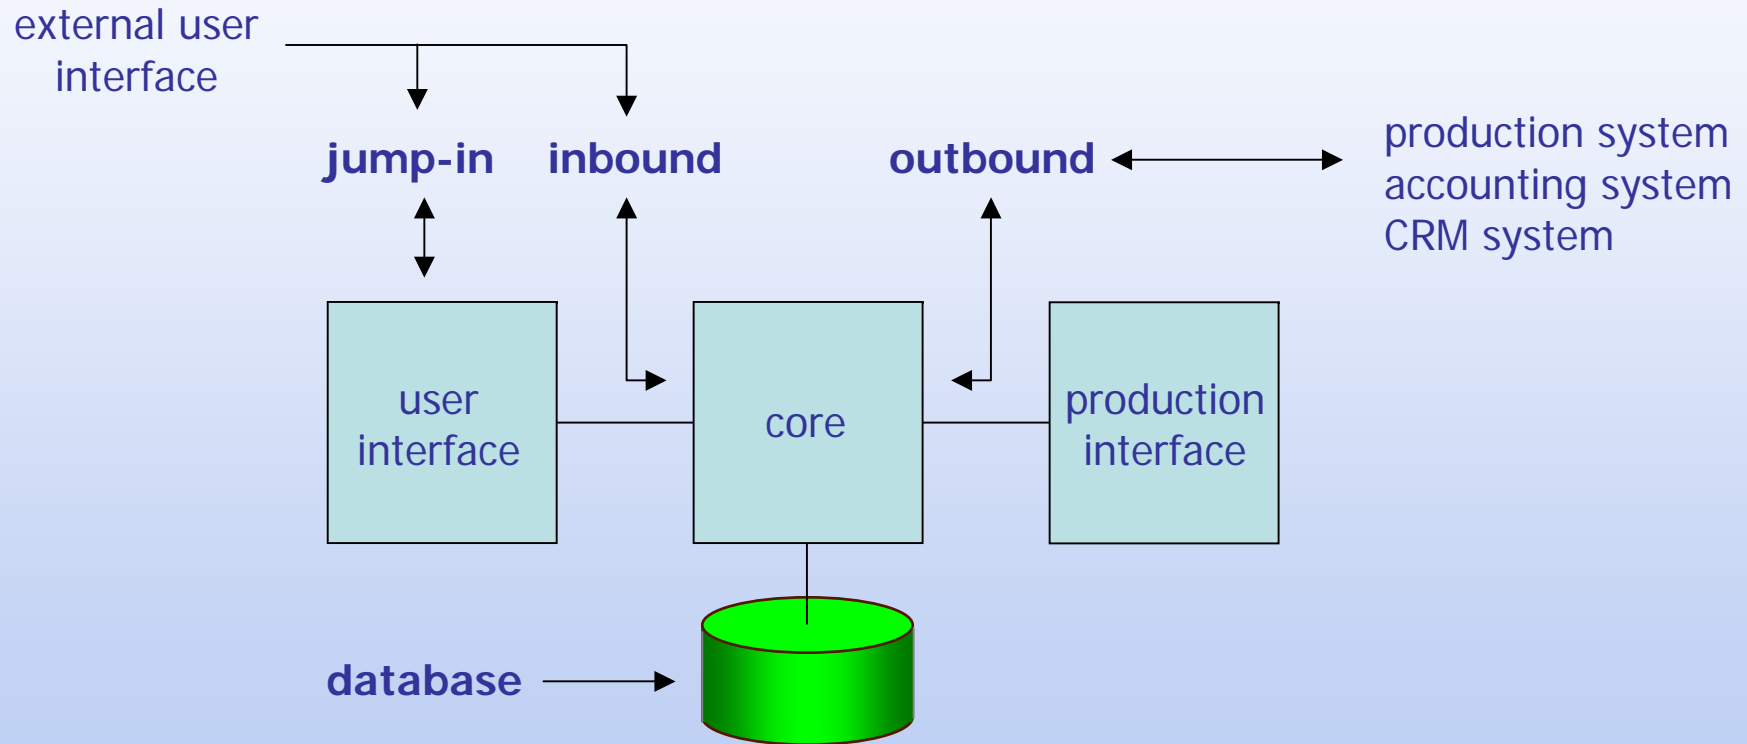 external user
interface
jump-in
inbound
outbound
production system
accounting system
CRM system
user
interface
core
production
interface
database